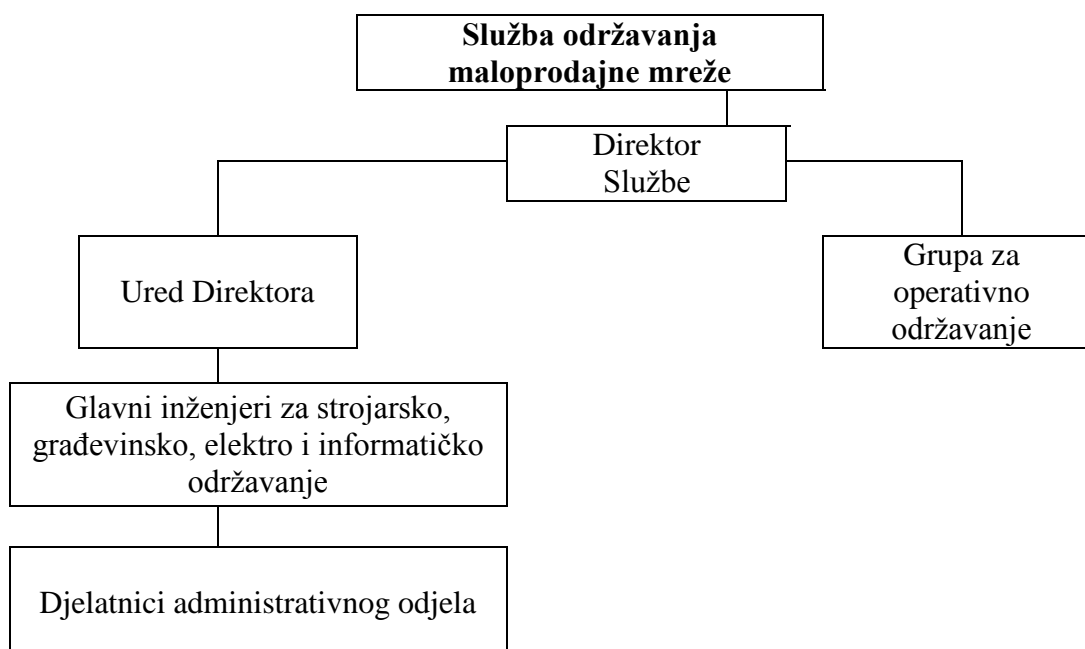 Služba održavanja
maloprodajne mreže
Direktor
Službe
Ured Direktora
Grupa za
operativno
održavanje
Glavni inženjeri za strojarsko,
građevinsko, elektro i informatičko
održavanje
Djelatnici administrativnog odjela